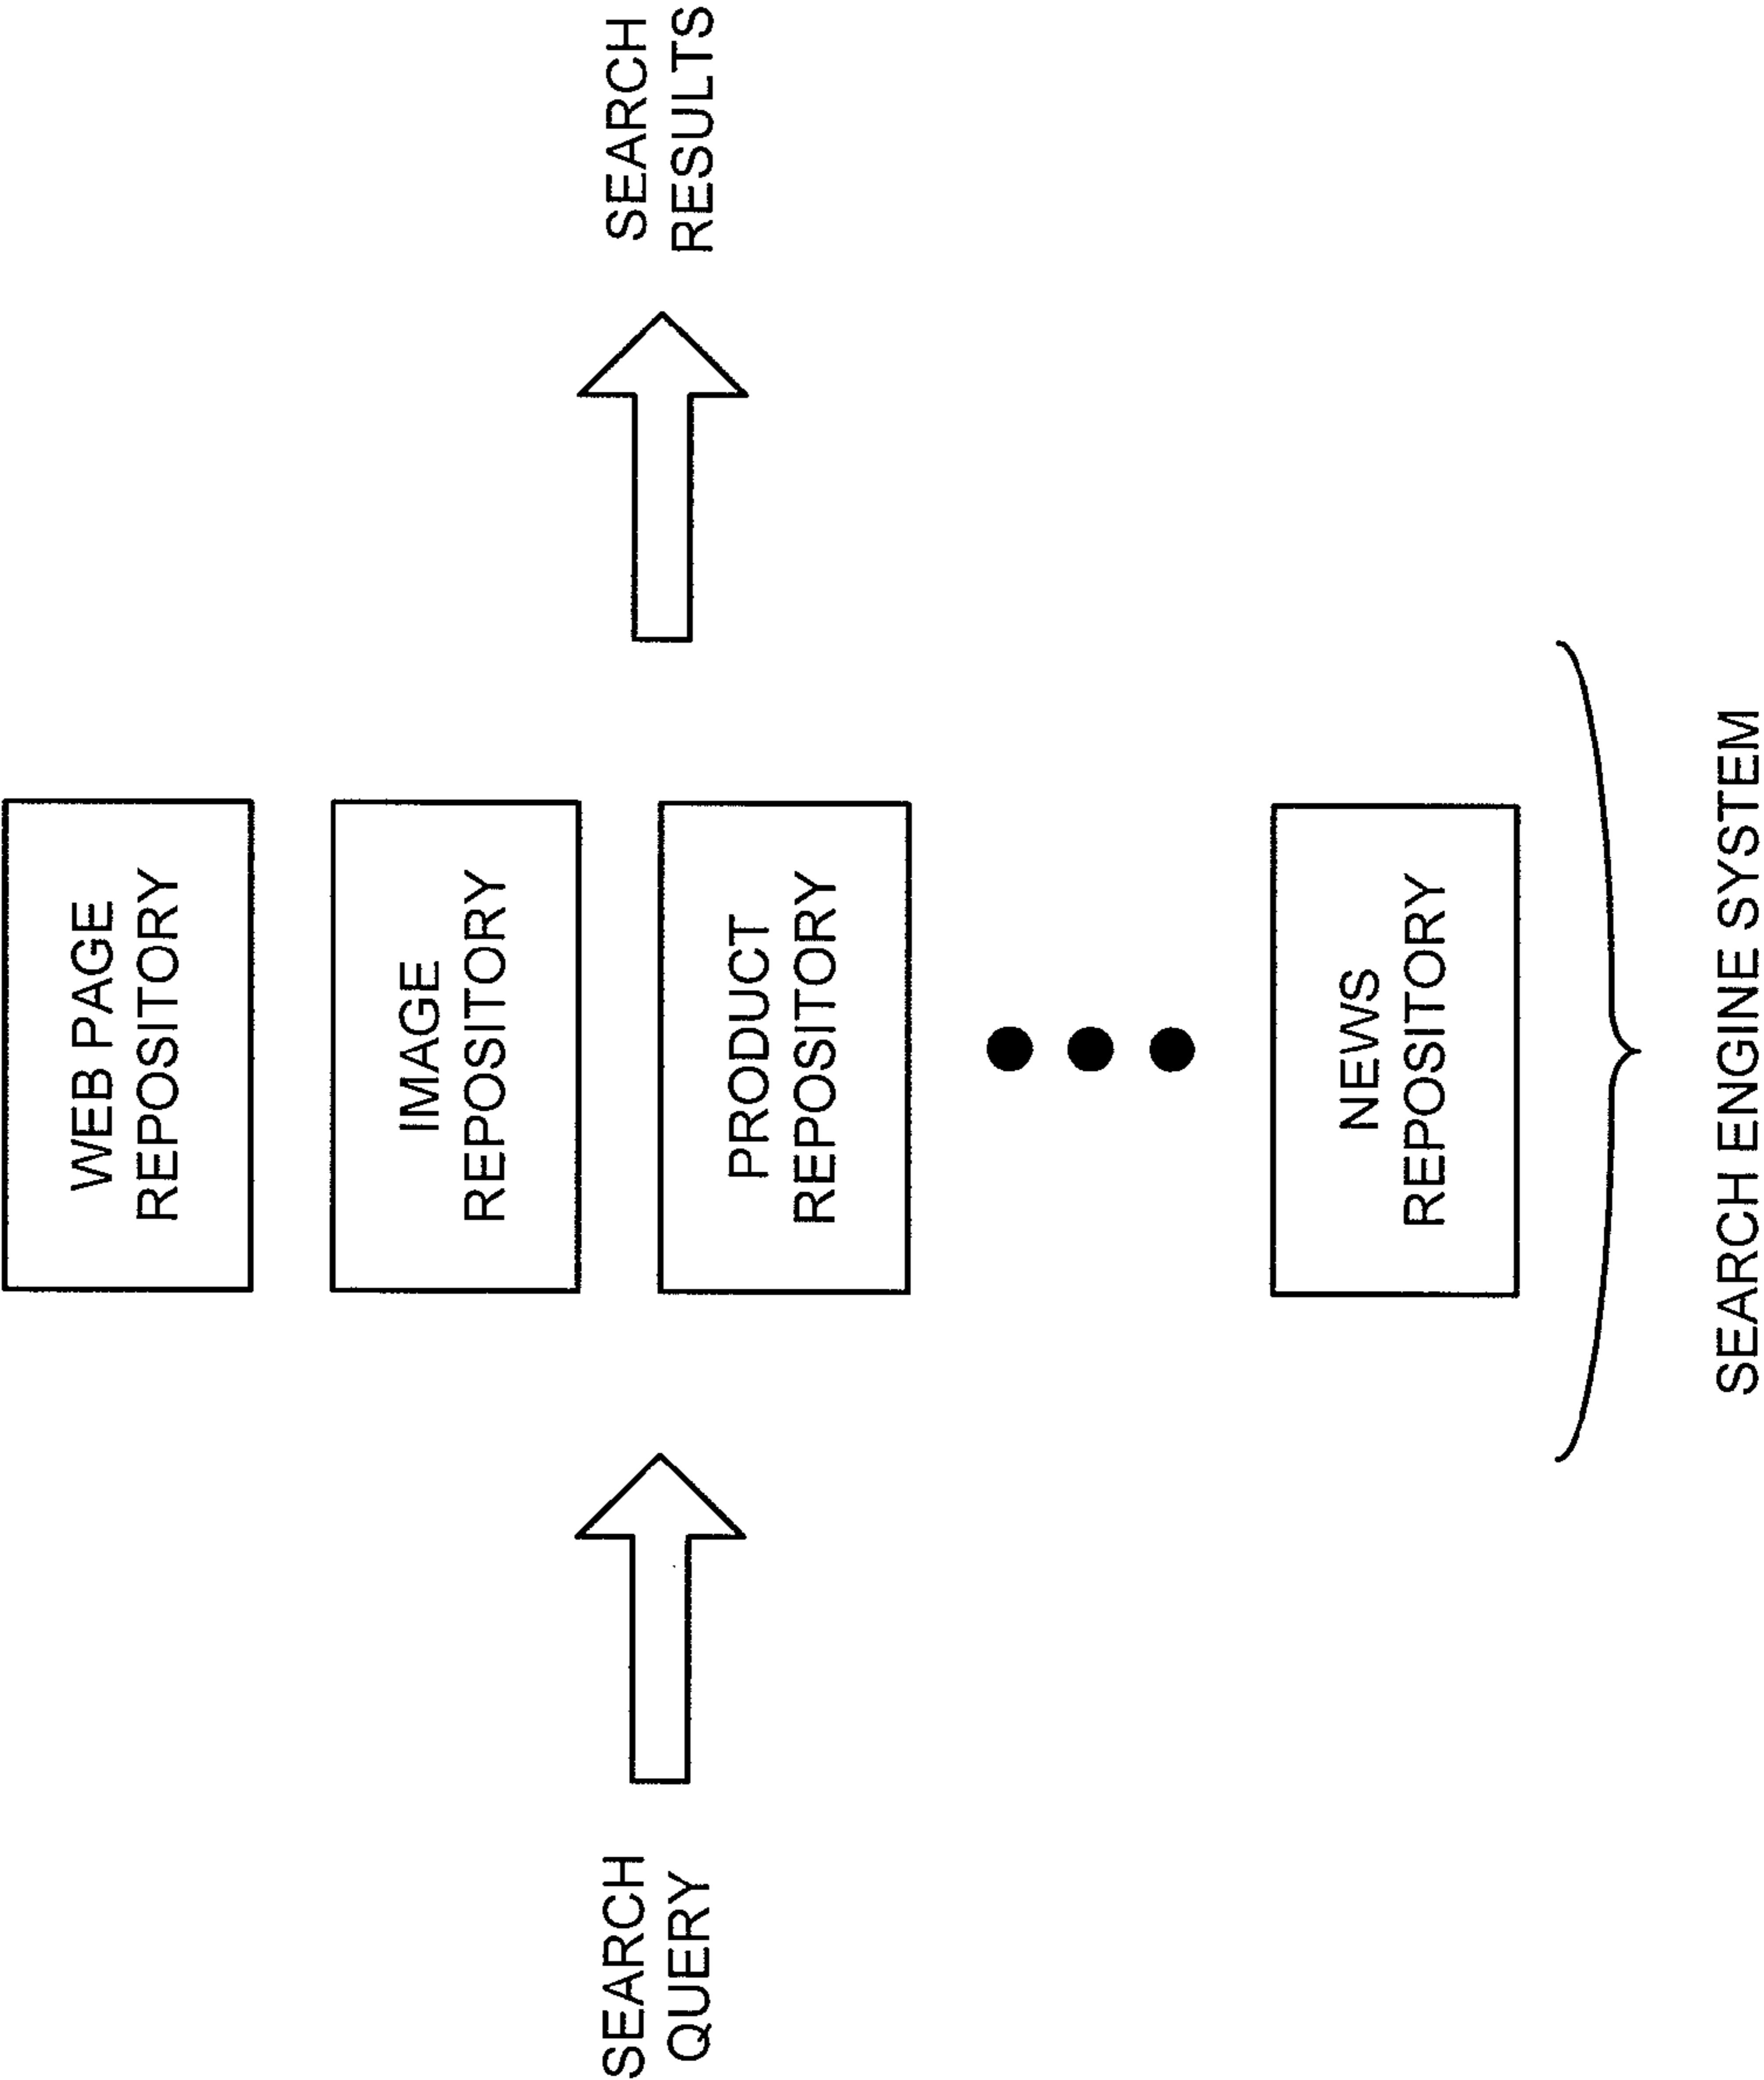 WEB PAGE
REPOSITORY
IMAGE
REPOSITORY
SEARCH
QUERY
SEARCH
RESULTS
PRODUCT
REPOSITORY
NEWS
REPOSITORY
SEARCH ENGINE SYSTEM